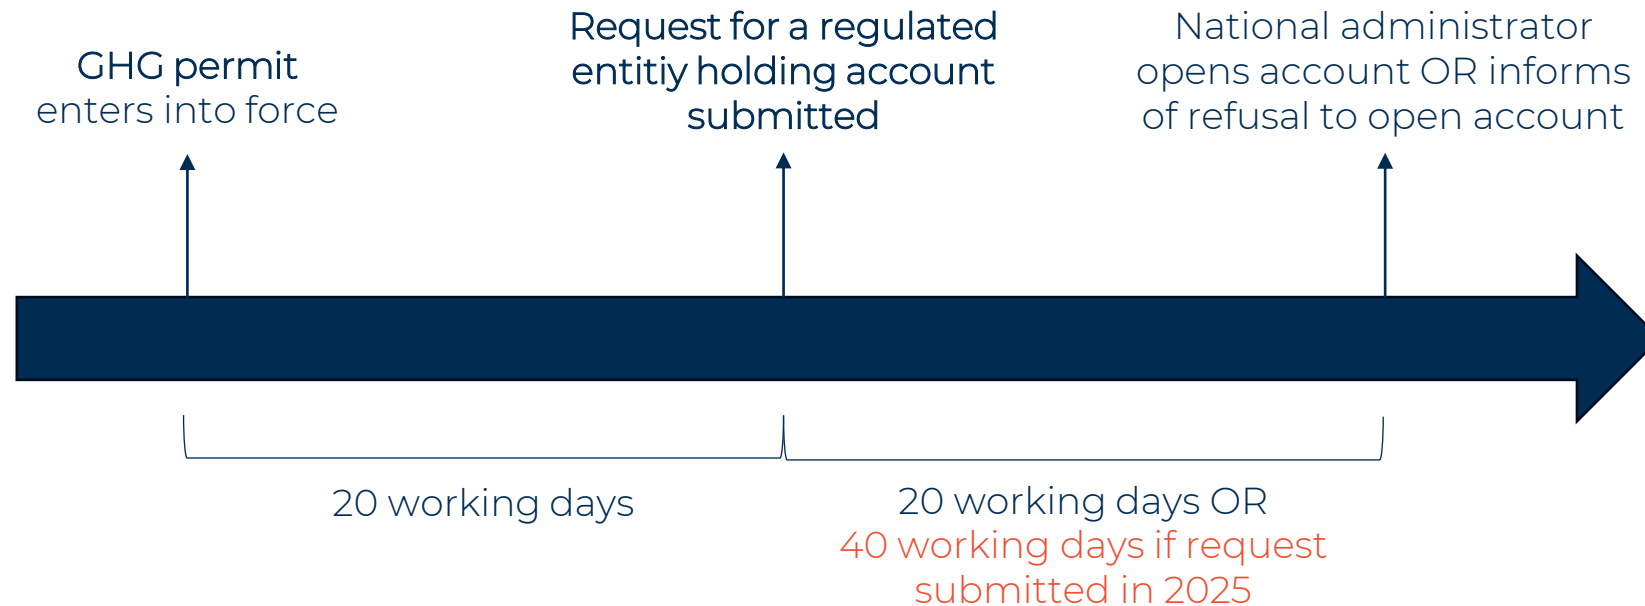 GHG permit
enters into force
Request for a regulated
entitiy holding account
submitted
National administrator
opens account OR informs
of refusal to open account
20 working days
20 working days OR
40 working days if request
submitted in 2025